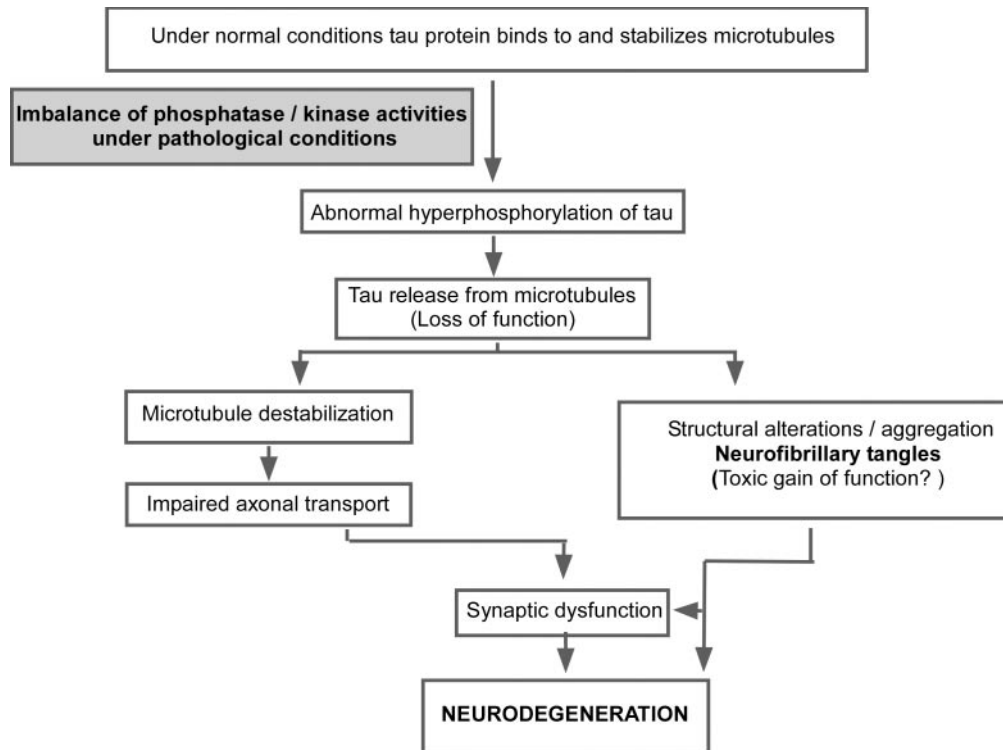 Under normal conditions tau protein binds to and stabilizes microtubules
Imbalance of phosphatase / kinase activities
under pathological conditions
Abnormal hyperphosphorylation of tau
Tau release from microtubules
(Loss of function)
Microtubule destabilization
Structural alterations / aggregation
Neurofibrillary tangles
(Toxic gain of function? )
Impaired axonal transport
Synaptic dysfunction
NEURODEGENERATION